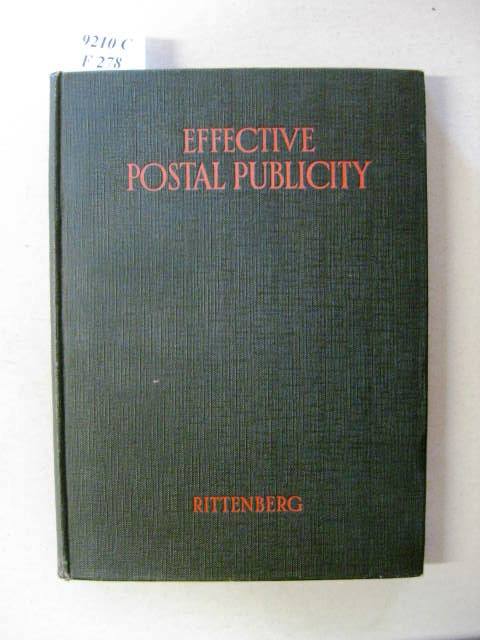 9210 C
F 278
EFFECTIVE
POSTAL PUBLICITY
RITTENBERG